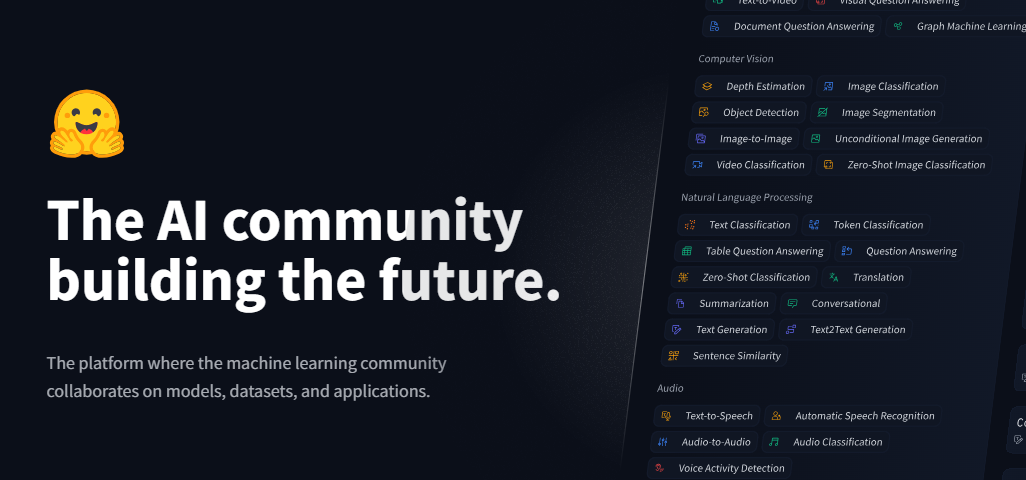 The AI community
building the future.
The platform where the machine learning community
collaborates on models, datasets, and applications.
Text-to-Video Visual Question Answering
Document Question Answering Graph Machine Learning
Computer Vision
Depth Estimation Image Classification
Object Detection Image Segmentation
Image-to-Image Unconditional Image Generation
Video Classification Zero-Shot Image Classification
Natural Language Processing
Text Classification Token Classification
Table Question Answering Question Answering
Zero-Shot Classification Translation
Summarization Conversational
Text Generation Text2Text Generation
Sentence Similarity
Audio
Text-to-Speech Automatic Speech Recognition
Audio-to-Audio Audio Classification
Voice Activity Detection